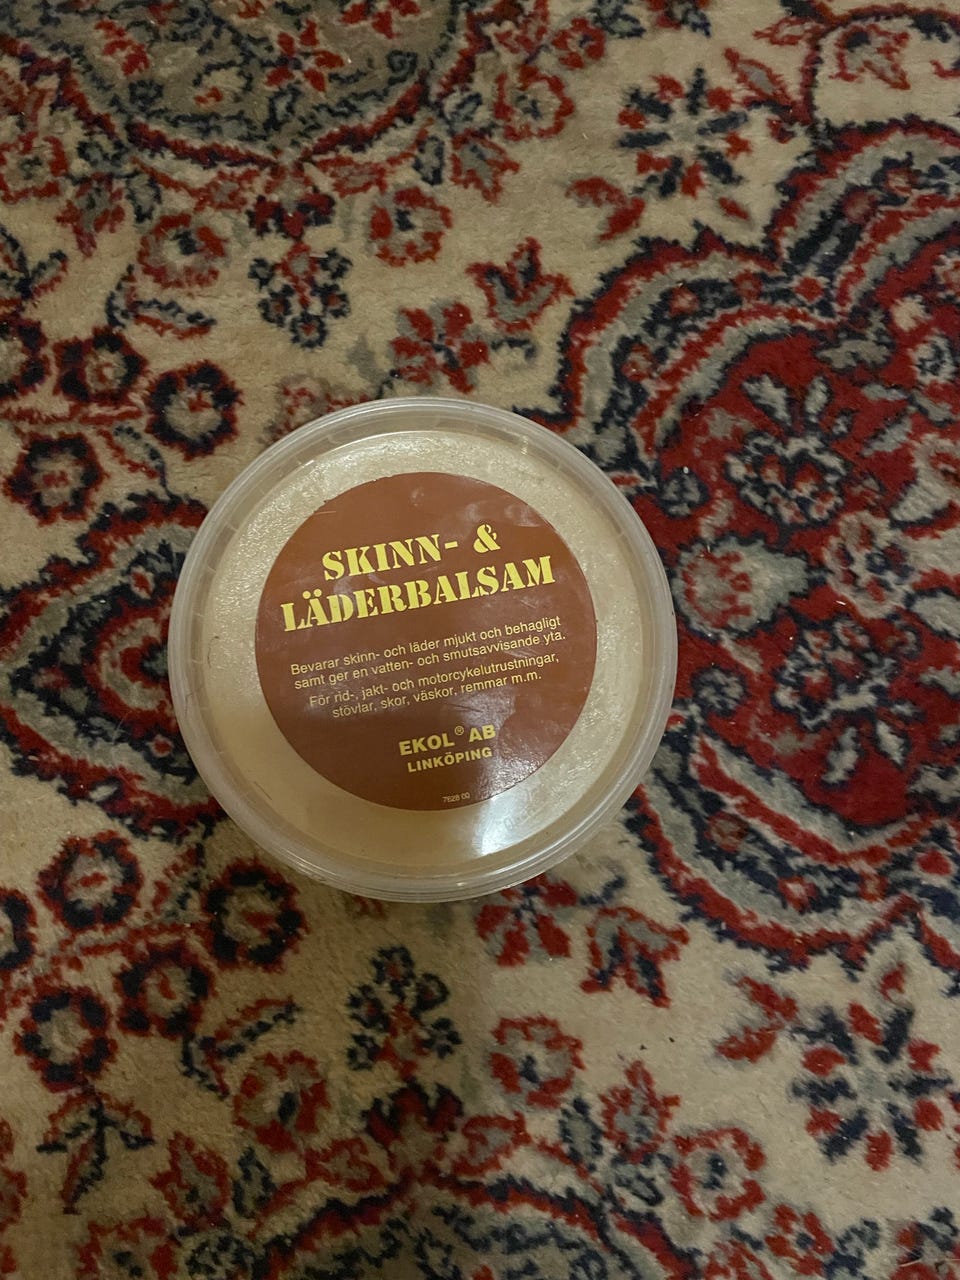 SKINN- &
LÄDERBALSAM
Bevarar skinn- och läder mjukt och behagligt
samt ger en vatten- och smutsavvisande yta.
För rid-, jakt- och motorcykelutrustningar,
stövlar, skor, väskor, remmar m.m.
EKOL® AB
LINKÖPING
7628 00